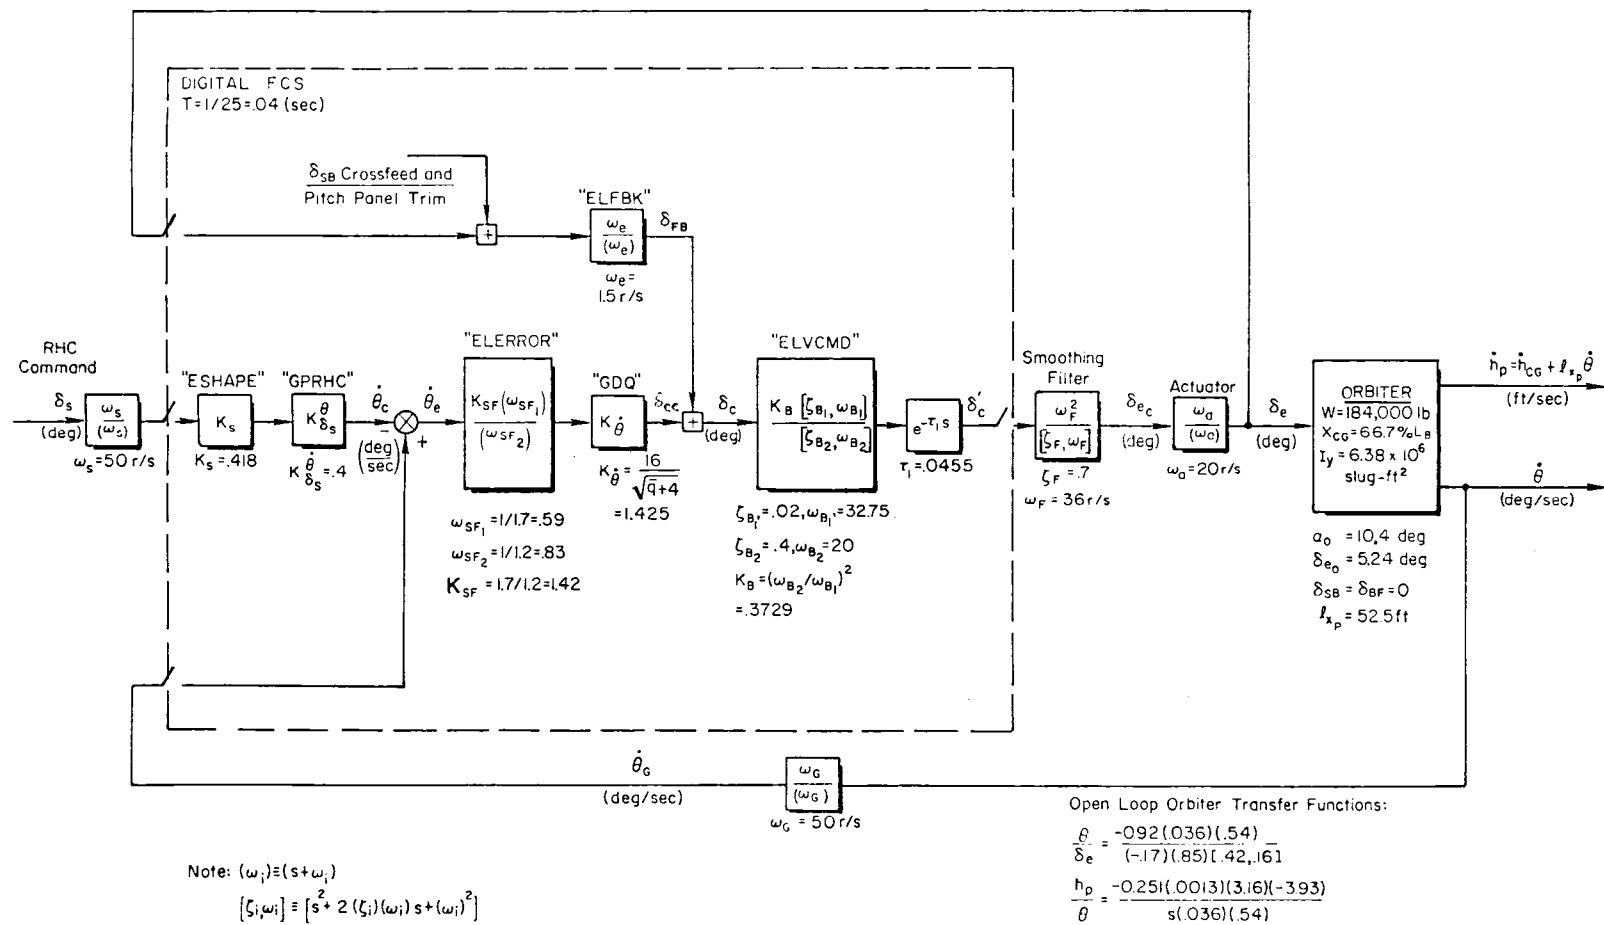 DIGITAL FCS
T=1/25=.04 (sec)
δSB Crossfeed and
Pitch Panel Trim
+
"ELFBK"
ωe
(ωe)
δFB
ωe =
1.5 r/s
RHC
Command
δs
(deg)
ωs
(ωs)
ωs = 50 r/s
"ESHAPE"
Ks
Ks = .418
"GPRHC"
K θ̇ δs
K θ̇ δs = .4
θ̇c
−
(deg/sec)
+
θ̇e
"ELERROR"
KSF (ωSF1)
(ωSF2)
ωSF1 = 1/1.7 = .59
ωSF2 = 1/1.2 = .83
KSF = 1.7/1.2 = 1.42
"GDQ"
Kθ̇
Kθ̇ = 16
√q̄+4
= 1.425
δce
+
δc
(deg)
"ELVCMD"
KB [ζB1, ωB1]
[ζB2, ωB2]
ζB1' = .02, ωB1' = 32.75
ζB2 = .4, ωB2 = 20
KB = (ωB2/ωB1)²
= .3729
e-τ1 s
τ1 = .0455
δ'c
Smoothing
Filter
ωF²
[ζF, ωF]
ζF = .7
ωF = 36 r/s
δec
(deg)
Actuator
ωa
(ωa)
ωa = 20 r/s
δe
(deg)
ORBITER
W = 184,000 lb
XCG = 66.7% LB
Iy = 6.38 x 10⁶
slug-ft²
α0 = 10.4 deg
δe0 = 5.24 deg
δSB = δBF = 0
ℓxp = 52.5 ft
ḣp = ḣCG + ℓxp θ̇
(ft/sec)
θ̇
(deg/sec)
θ̇G
(deg/sec)
ωG
(ωG)
ωG = 50 r/s
Open Loop Orbiter Transfer Functions:
θ/δe = -.092(.036)(.54)
(-.17)(.85)[.42,.16]
hp/θ = -0.251(.0013)(3.16)(-3.93)
s(.036)(.54)
Note: (ωi) ≡ (s+ωi)
[ζi,ωi] ≡ [s² + 2(ζi)(ωi) s + (ωi)²]